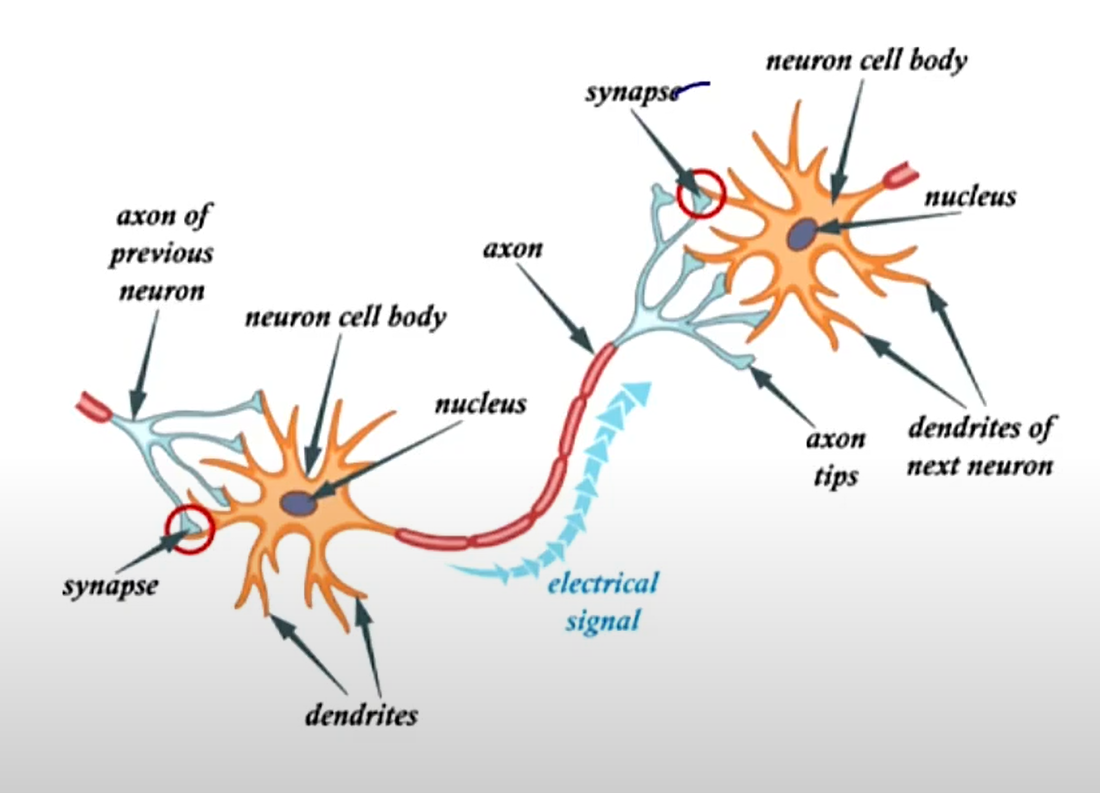 neuron cell body
synapse
nucleus
axon of
previous
neuron
axon
neuron cell body
nucleus
axon
tips
dendrites of
next neuron
synapse
electrical
signal
dendrites